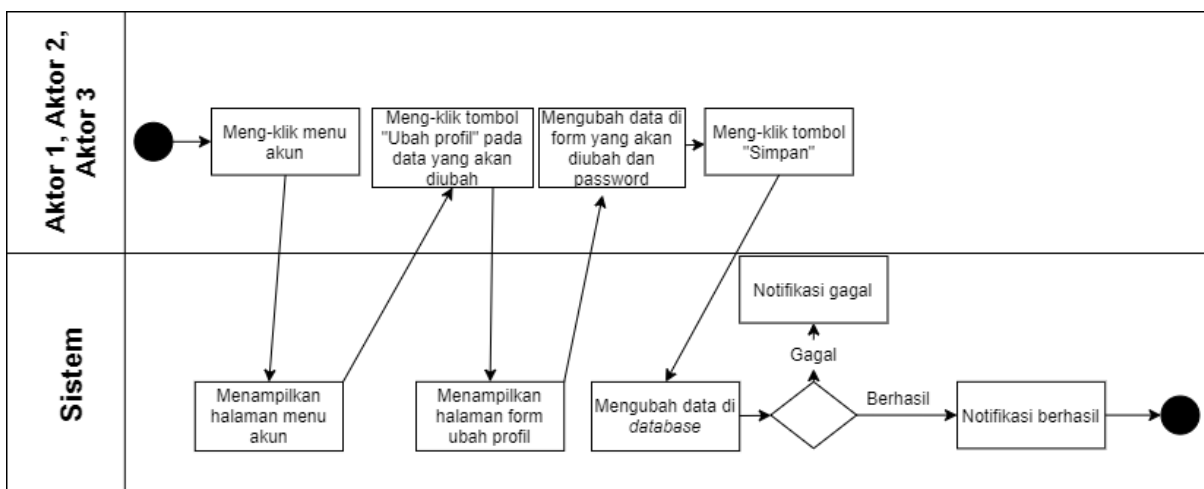 Aktor 1, Aktor 2,
Aktor 3
Meng-klik menu
akun
Meng-klik tombol
"Ubah profil" pada
data yang akan
diubah
Mengubah data di
form yang akan
diubah dan
password
Meng-klik tombol
"Simpan"
Sistem
Menampilkan
halaman menu
akun
Menampilkan
halaman form
ubah profil
Mengubah data di
database
Notifikasi gagal
Gagal
Berhasil
Notifikasi berhasil